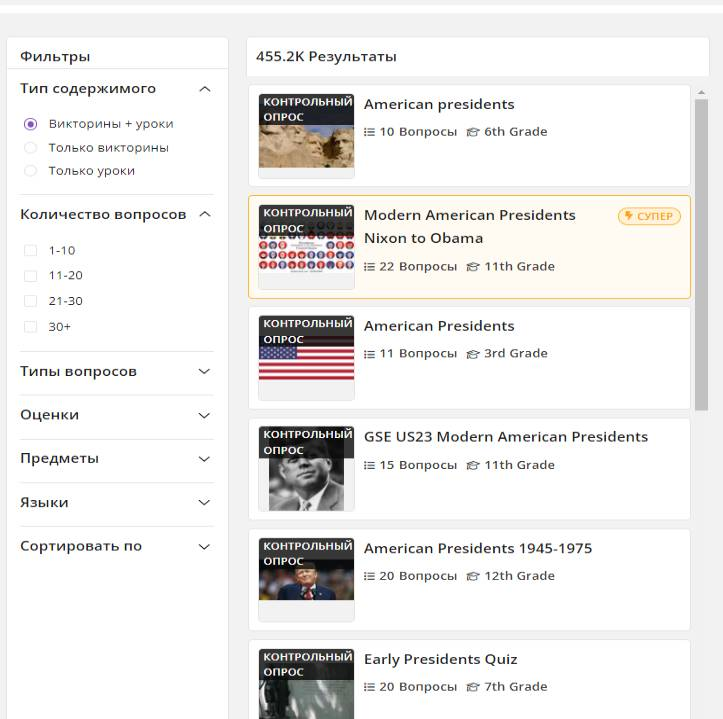 Фильтры
Тип содержимого
Викторины + уроки
Только викторины
Только уроки
Количество вопросов
1-10
11-20
21-30
30+
Типы вопросов
Оценки
Предметы
Языки
Сортировать по
455.2K Результаты
КОНТРОЛЬНЫЙ
ОПРОС
American presidents
10 Вопросы 6th Grade
КОНТРОЛЬНЫЙ
ОПРОС
Modern American Presidents
Nixon to Obama
СУПЕР
22 Вопросы 11th Grade
КОНТРОЛЬНЫЙ
ОПРОС
American Presidents
11 Вопросы 3rd Grade
КОНТРОЛЬНЫЙ
ОПРОС
GSE US23 Modern American Presidents
15 Вопросы 11th Grade
КОНТРОЛЬНЫЙ
ОПРОС
American Presidents 1945-1975
20 Вопросы 12th Grade
КОНТРОЛЬНЫЙ
ОПРОС
Early Presidents Quiz
20 Вопросы 7th Grade